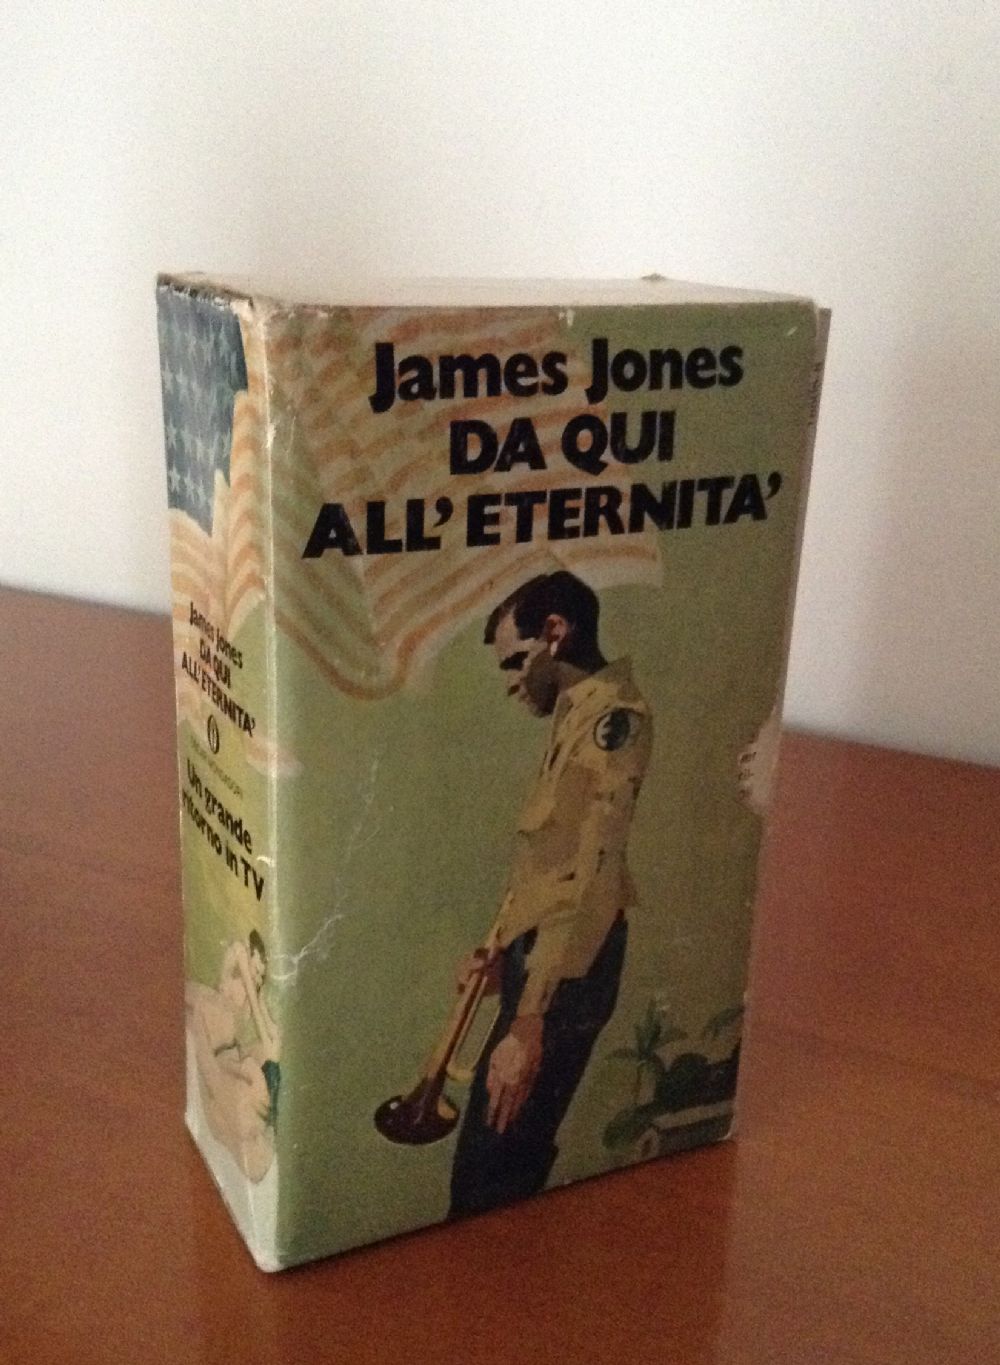 James Jones
DA QUI
ALL'ETERNITA'
James Jones
DA QUI
ALL'ETERNITA'
Un grande
ritorno in TV